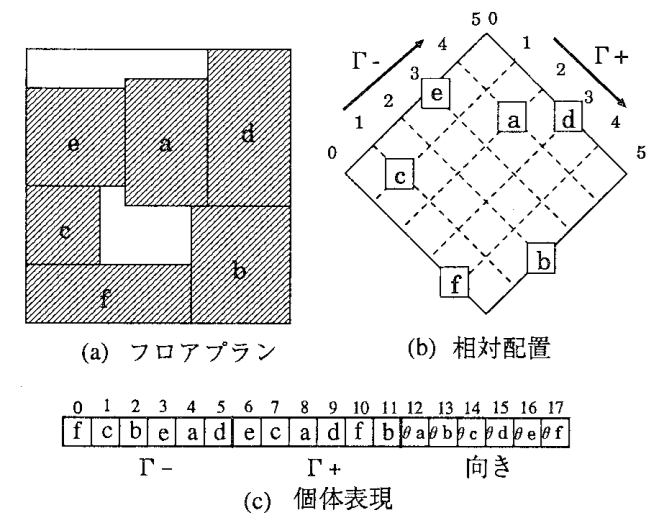 e a d
c
f b
(a) フロアプラン
5 0
4 1
Γ- Γ+
3 2
2 e 3
1 a d 4
0 5
c
b
f
(b) 相対配置
0 1 2 3 4 5 6 7 8 9 10 11 12 13 14 15 16 17
f c b e a d e c a d f b θa θb θc θd θe θf
Γ- Γ+ 向き
(c) 個体表現